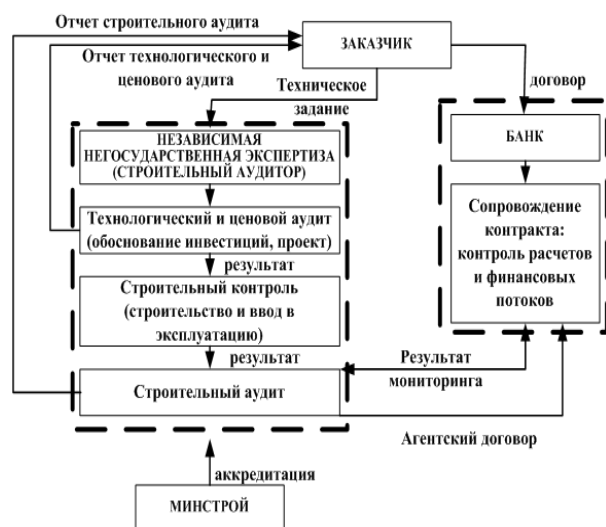 Отчет строительного аудита
ЗАКАЗЧИК
Отчет технологического и
ценового аудита
Техническое
задание
договор
НЕЗАВИСИМАЯ
НЕГОСУДАРСТВЕННАЯ ЭКСПЕРТИЗА
(СТРОИТЕЛЬНЫЙ АУДИТОР)
БАНК
Технологический и ценовой аудит
(обоснование инвестиций, проект)
Сопровождение
контракта:
контроль расчетов
и финансовых
потоков
результат
Строительный контроль
(строительство и ввод в
эксплуатацию)
результат
Строительный аудит
Результат
мониторинга
Агентский договор
аккредитация
МИНСТРОЙ